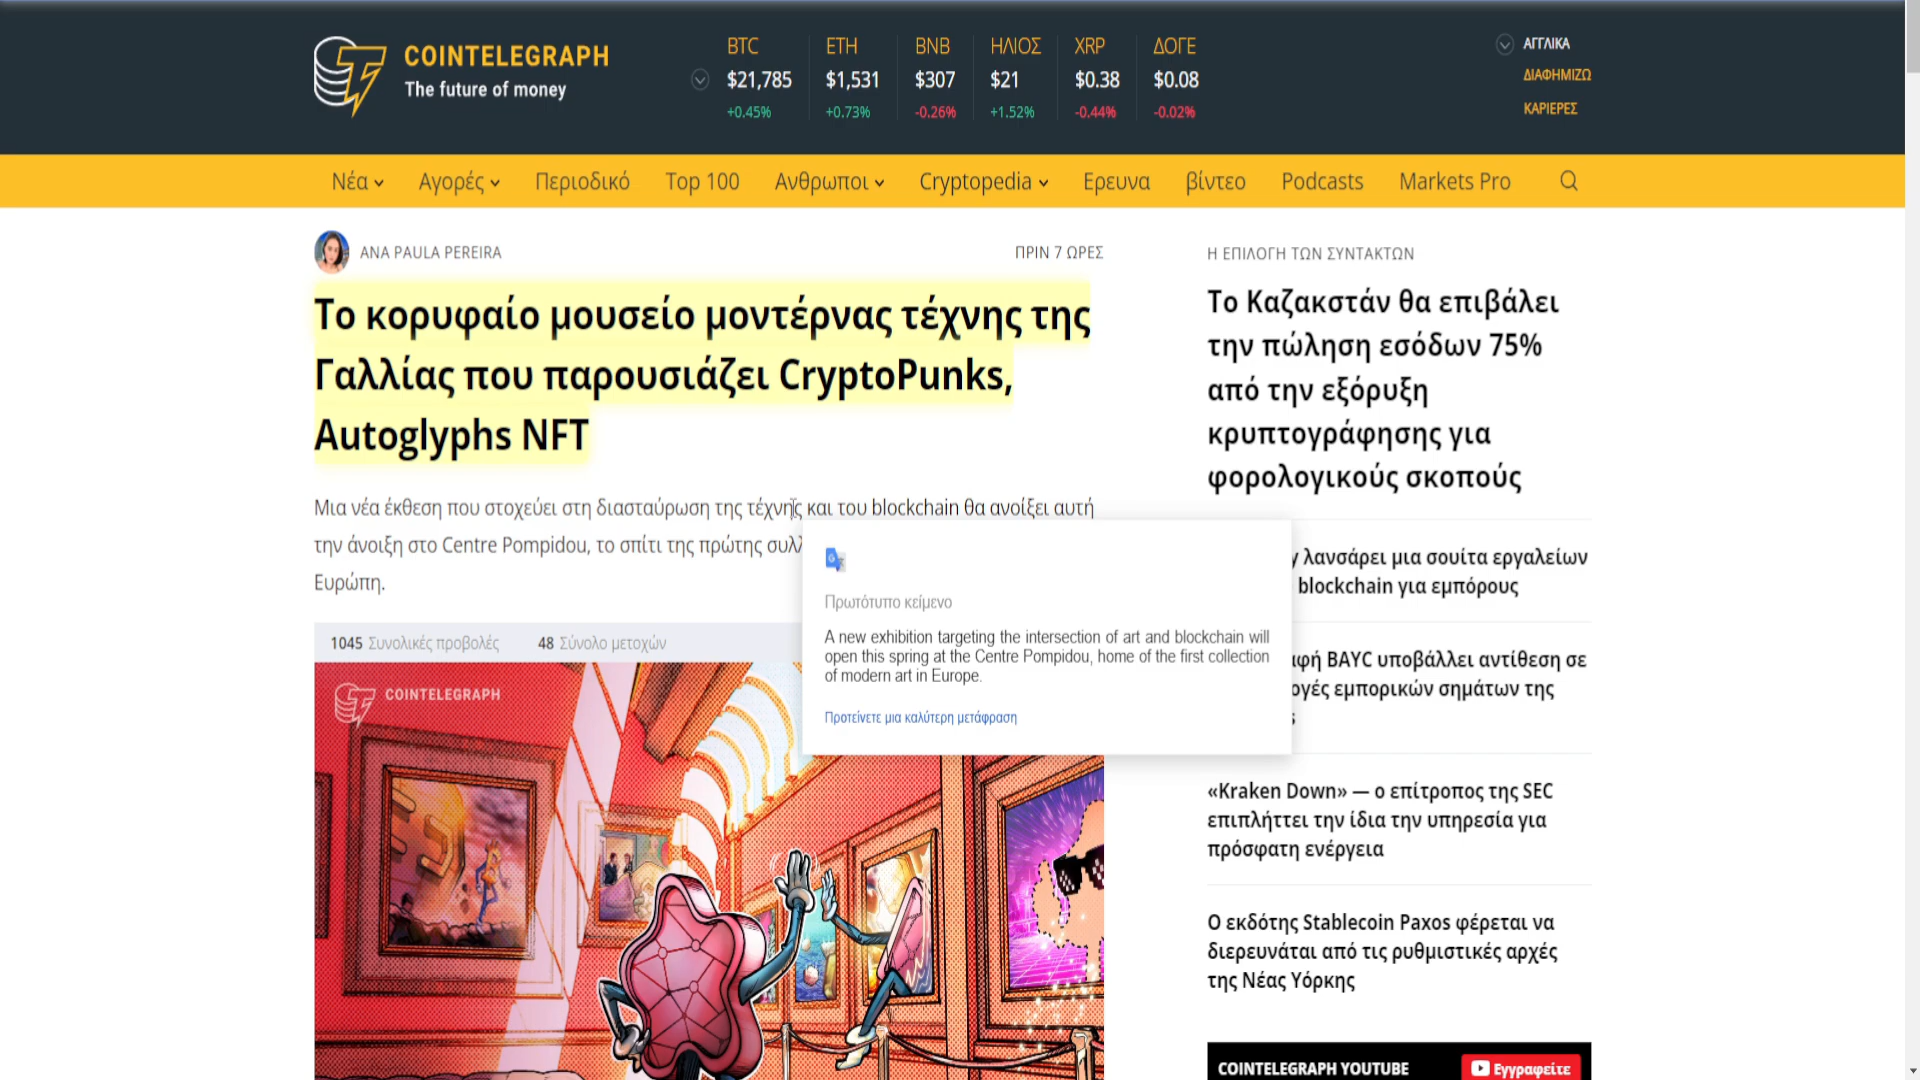 COINTELEGRAPH
The future of money
BTC
$21,785
+0.45%
ETH
$1,531
+0.73%
BNB
$307
-0.26%
ΗΛΙΟΣ
$21
+1.52%
XRP
$0.38
-0.44%
ΔΟΓΕ
$0.08
-0.02%
ΑΓΓΛΙΚΑ
ΔΙΑΦΗΜΙΖΩ
ΚΑΡΙΕΡΕΣ
Νέα Αγορές Περιοδικό Top 100 Ανθρωποι Cryptopedia Ερευνα βίντεο Podcasts Markets Pro
ANA PAULA PEREIRA
ΠΡΙΝ 7 ΩΡΕΣ
Το κορυφαίο μουσείο μοντέρνας τέχνης της
Γαλλίας που παρουσιάζει CryptoPunks,
Autoglyphs NFT
Μια νέα έκθεση που στοχεύει στη διασταύρωση της τέχνης και του blockchain θα ανοίξει αυτή
την άνοιξη στο Centre Pompidou, το σπίτι της πρώτης
Ευρώπη.
1045 Συνολικές προβολές 48 Σύνολο μετοχών
COINTELEGRAPH
Πρωτότυπο κείμενο
A new exhibition targeting the intersection of art and blockchain will
open this spring at the Centre Pompidou, home of the first collection
of modern art in Europe.
Προτείνετε μια καλύτερη μετάφραση
Η ΕΠΙΛΟΓΗ ΤΩΝ ΣΥΝΤΑΚΤΩΝ
Το Καζακστάν θα επιβάλει
την πώληση εσόδων 75%
από την εξόρυξη
κρυπτογράφησης για
φορολογικούς σκοπούς
λανσάρει μια σουίτα εργαλείων
blockchain για εμπόρους
BAYC υποβάλλει αντίθεση σε
εμπορικών σημάτων της
«Kraken Down» — ο επίτροπος της SEC
επιπλήττει την ίδια την υπηρεσία για
πρόσφατη ενέργεια
Ο εκδότης Stablecoin Paxos φέρεται να
διερευνάται από τις ρυθμιστικές αρχές
της Νέας Υόρκης
COINTELEGRAPH YOUTUBE
Εγγραφείτε